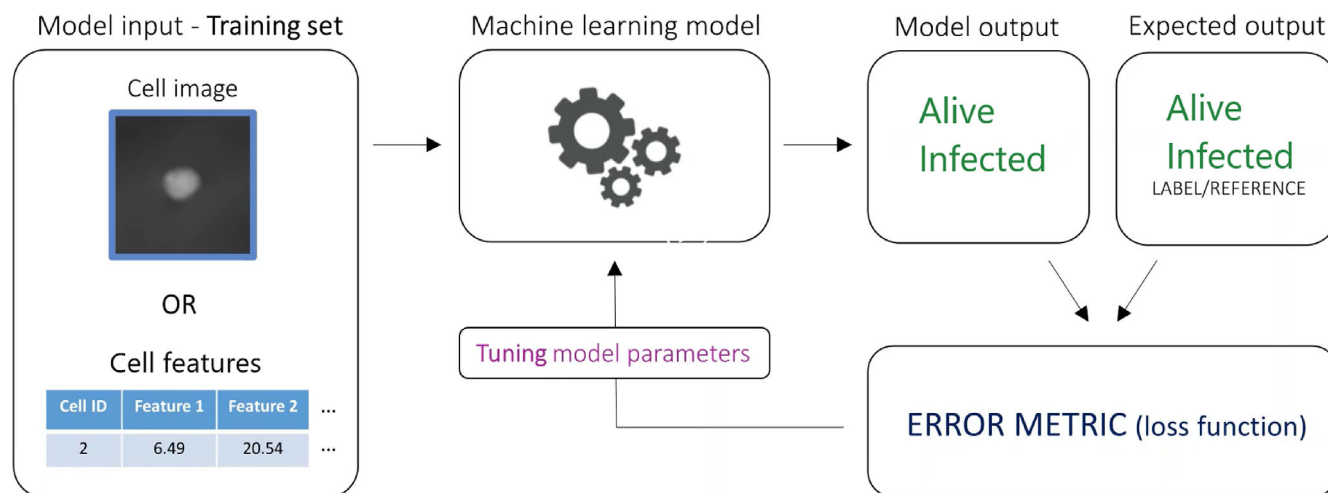 Model input - Training set
Cell image
OR
Cell features
Cell ID Feature 1 Feature 2 ...
2 6.49 20.54 ...
Machine learning model
Tuning model parameters
Model output
Alive
Infected
Expected output
Alive
Infected
LABEL/REFERENCE
ERROR METRIC (loss function)